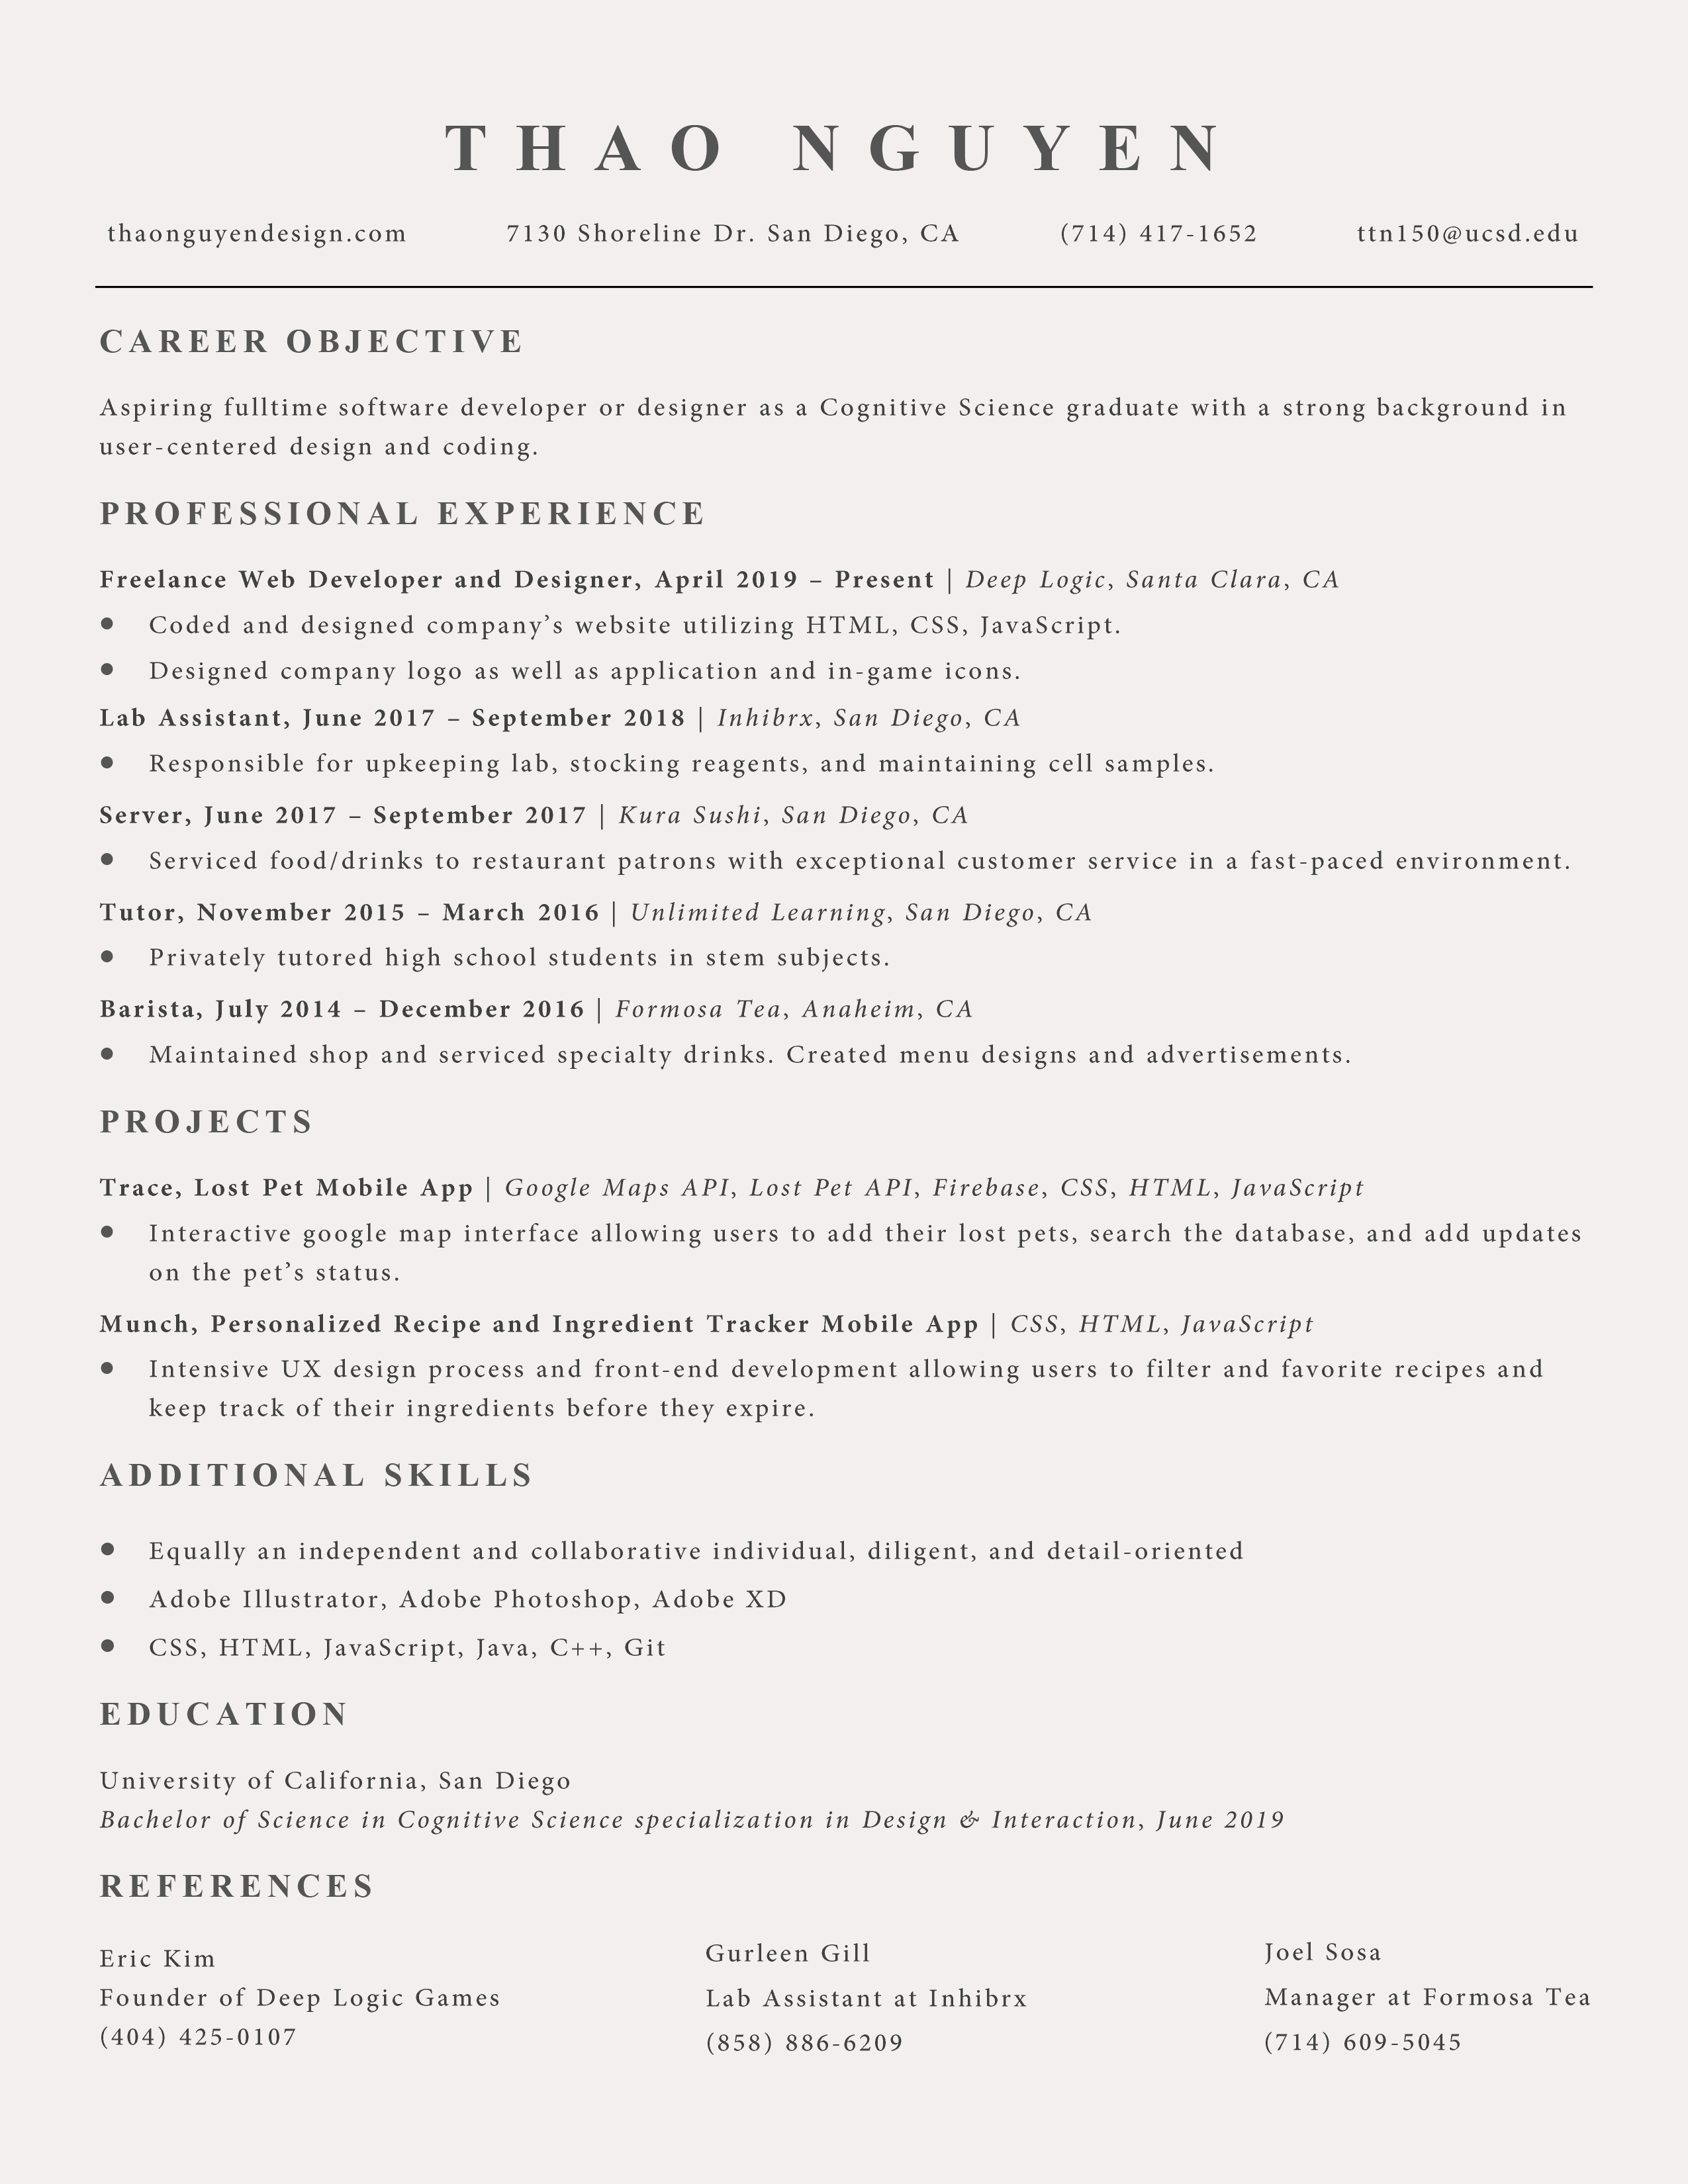 THAO NGUYEN
thaonguyendesign.com 7130 Shoreline Dr. San Diego, CA (714) 417-1652 ttn150@ucsd.edu
CAREER OBJECTIVE
Aspiring fulltime software developer or designer as a Cognitive Science graduate with a strong background in
user-centered design and coding.
PROFESSIONAL EXPERIENCE
Freelance Web Developer and Designer, April 2019 – Present | Deep Logic, Santa Clara, CA
● Coded and designed company’s website utilizing HTML, CSS, JavaScript.
● Designed company logo as well as application and in-game icons.
Lab Assistant, June 2017 – September 2018 | Inhibrx, San Diego, CA
● Responsible for upkeeping lab, stocking reagents, and maintaining cell samples.
Server, June 2017 – September 2017 | Kura Sushi, San Diego, CA
● Serviced food/drinks to restaurant patrons with exceptional customer service in a fast-paced environment.
Tutor, November 2015 – March 2016 | Unlimited Learning, San Diego, CA
● Privately tutored high school students in stem subjects.
Barista, July 2014 – December 2016 | Formosa Tea, Anaheim, CA
● Maintained shop and serviced specialty drinks. Created menu designs and advertisements.
PROJECTS
Trace, Lost Pet Mobile App | Google Maps API, Lost Pet API, Firebase, CSS, HTML, JavaScript
● Interactive google map interface allowing users to add their lost pets, search the database, and add updates
on the pet’s status.
Munch, Personalized Recipe and Ingredient Tracker Mobile App | CSS, HTML, JavaScript
● Intensive UX design process and front-end development allowing users to filter and favorite recipes and
keep track of their ingredients before they expire.
ADDITIONAL SKILLS
● Equally an independent and collaborative individual, diligent, and detail-oriented
● Adobe Illustrator, Adobe Photoshop, Adobe XD
● CSS, HTML, JavaScript, Java, C++, Git
EDUCATION
University of California, San Diego
Bachelor of Science in Cognitive Science specialization in Design & Interaction, June 2019
REFERENCES
Eric Kim
Founder of Deep Logic Games
(404) 425-0107
Gurleen Gill
Lab Assistant at Inhibrx
(858) 886-6209
Joel Sosa
Manager at Formosa Tea
(714) 609-5045